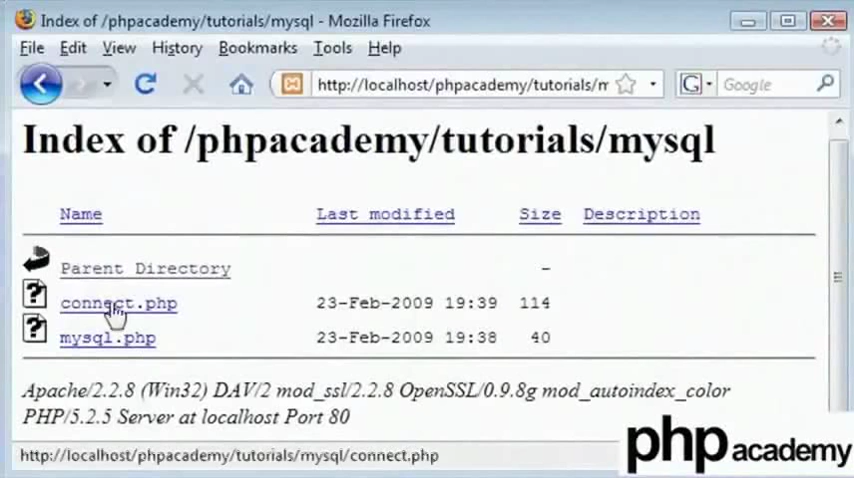 Index of /phpacademy/tutorials/mysql - Mozilla Firefox
File Edit View History Bookmarks Tools Help
http://localhost/phpacademy/tutorials/m G Google
Index of /phpacademy/tutorials/mysql
Name Last modified Size Description
Parent Directory -
? connect.php 23-Feb-2009 19:39 114
? mysql.php 23-Feb-2009 19:38 40
Apache/2.2.8 (Win32) DAV/2 mod_ssl/2.2.8 OpenSSL/0.9.8g mod_autoindex_color
PHP/5.2.5 Server at localhost Port 80
http://localhost/phpacademy/tutorials/mysql/connect.php
php academy